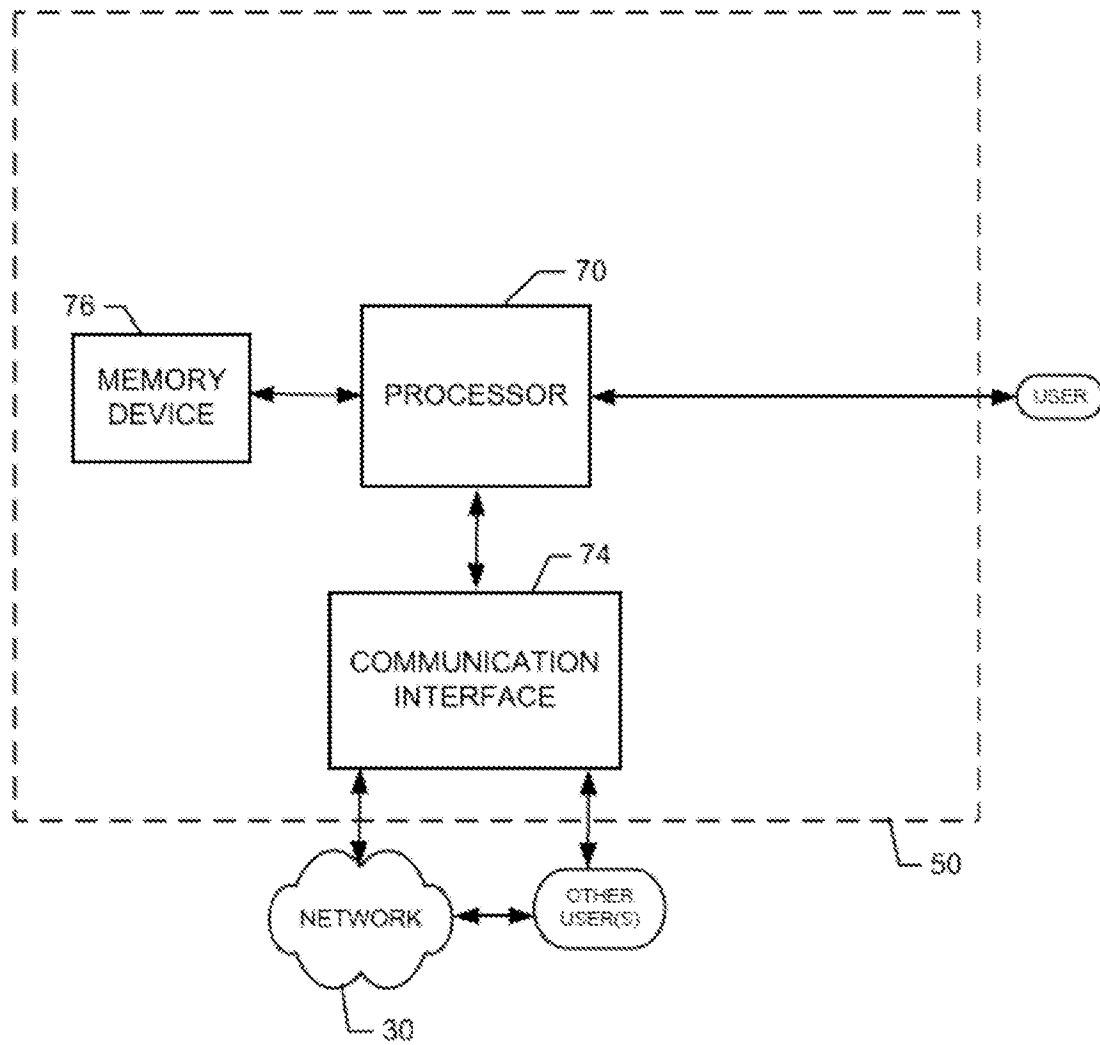 70
76
MEMORY
DEVICE
PROCESSOR
USER
74
COMMUNICATION
INTERFACE
50
NETWORK
OTHER
USER(S)
30